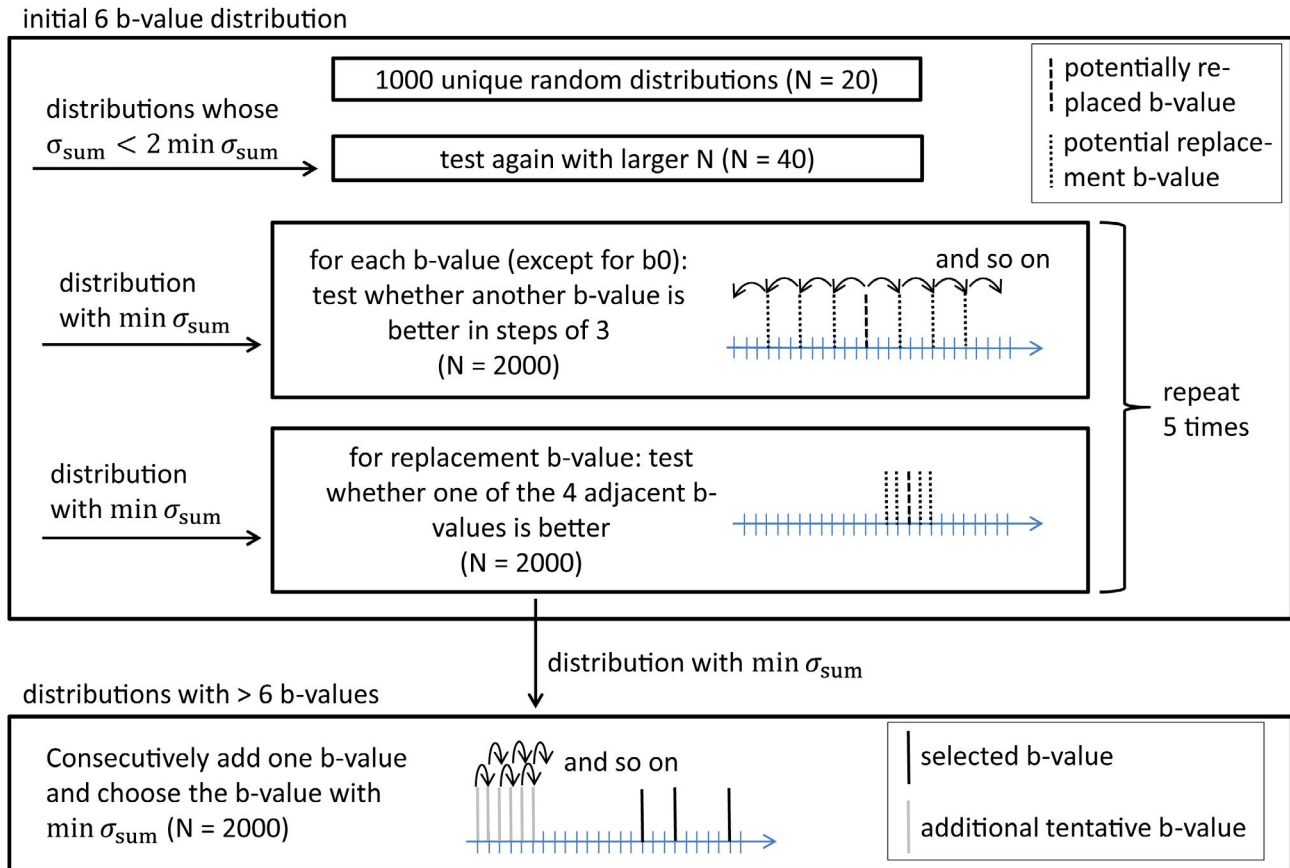 initial 6 b-value distribution
1000 unique random distributions (N = 20)
distributions whose
σsum < 2 min σsum
test again with larger N (N = 40)
potentially re-
placed b-value
potential replace-
ment b-value
distribution
with min σsum
for each b-value (except for b0):
test whether another b-value is
better in steps of 3
(N = 2000)
and so on
distribution
with min σsum
for replacement b-value: test
whether one of the 4 adjacent b-
values is better
(N = 2000)
repeat
5 times
distribution with min σsum
distributions with > 6 b-values
Consecutively add one b-value
and choose the b-value with
min σsum (N = 2000)
and so on
selected b-value
additional tentative b-value